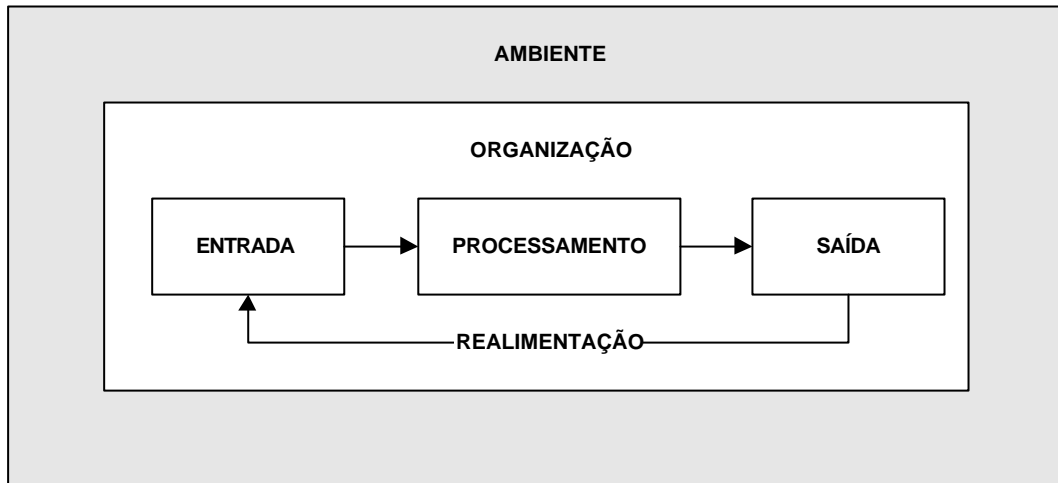 AMBIENTE
ORGANIZAÇÃO
ENTRADA
PROCESSAMENTO
SAÍDA
REALIMENTAÇÃO